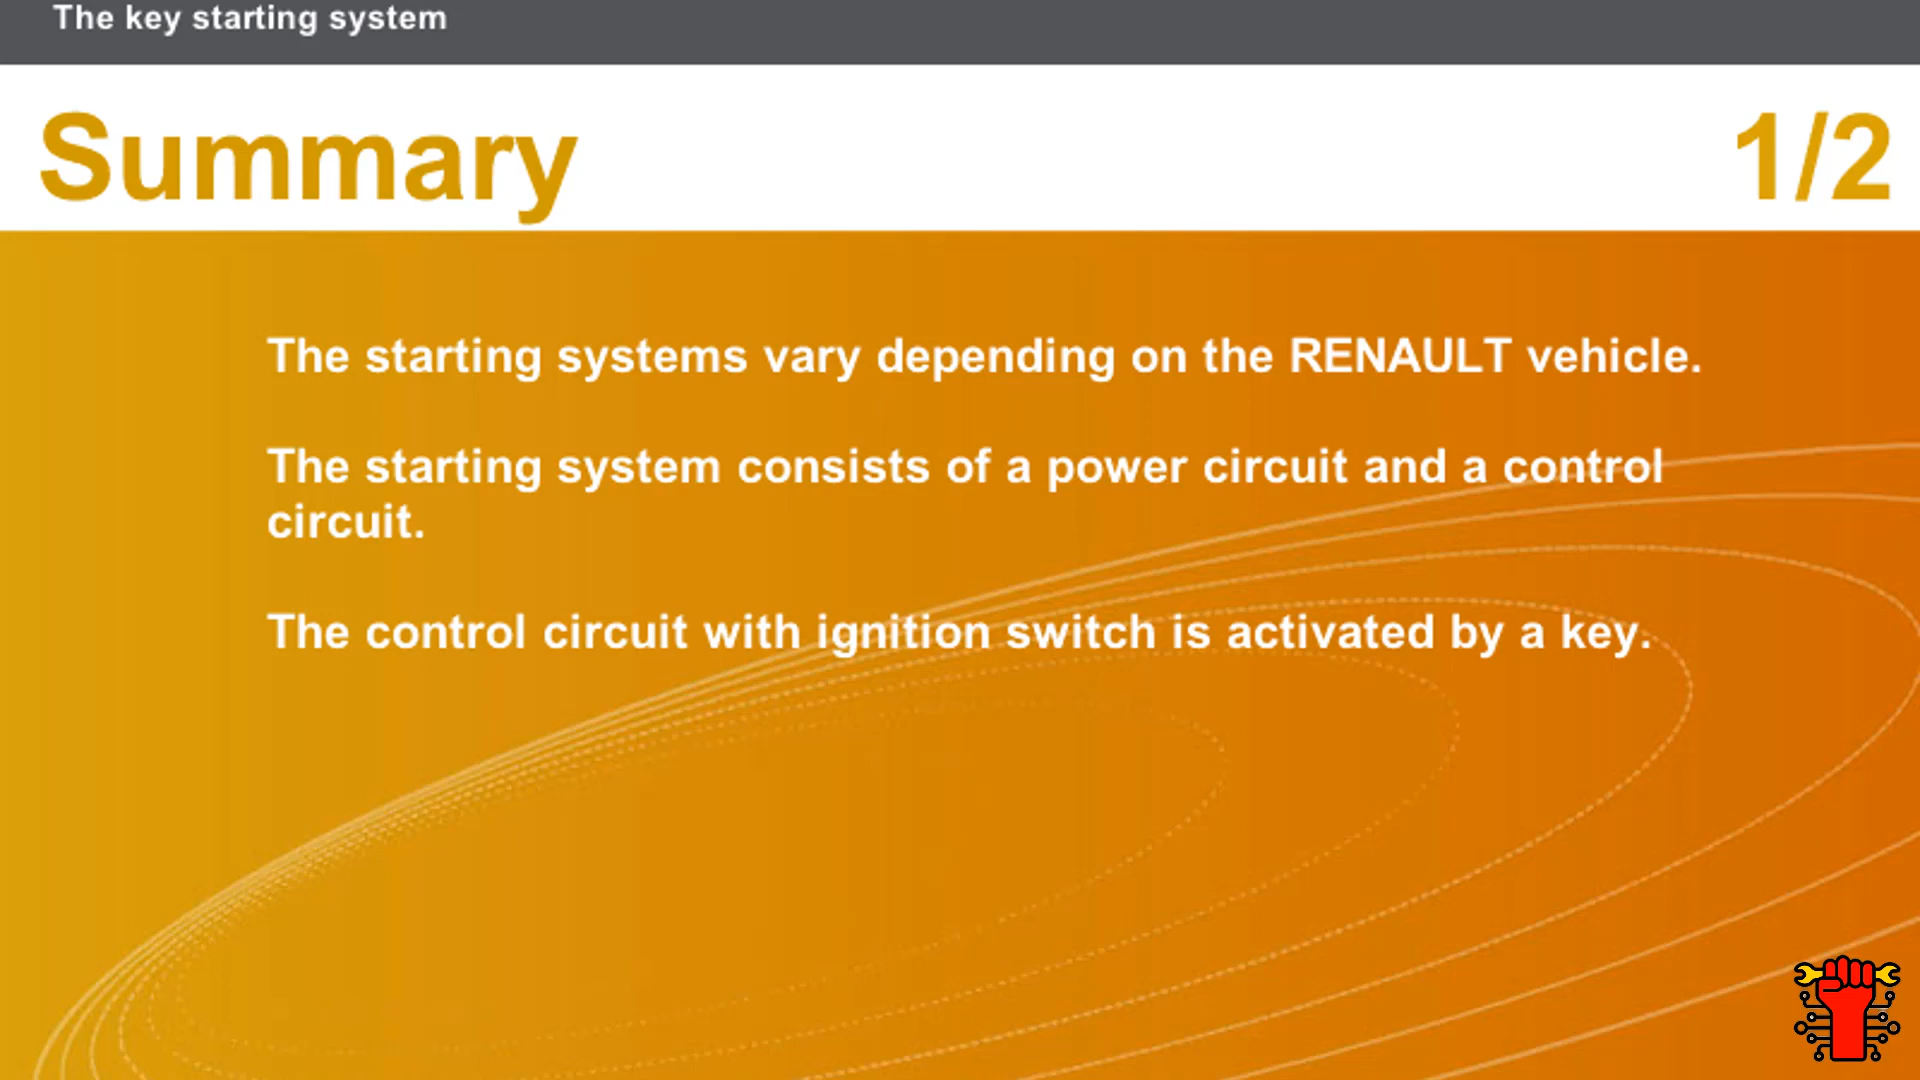 The key starting system
Summary
1/2
The starting systems vary depending on the RENAULT vehicle.
The starting system consists of a power circuit and a control
circuit.
The control circuit with ignition switch is activated by a key.